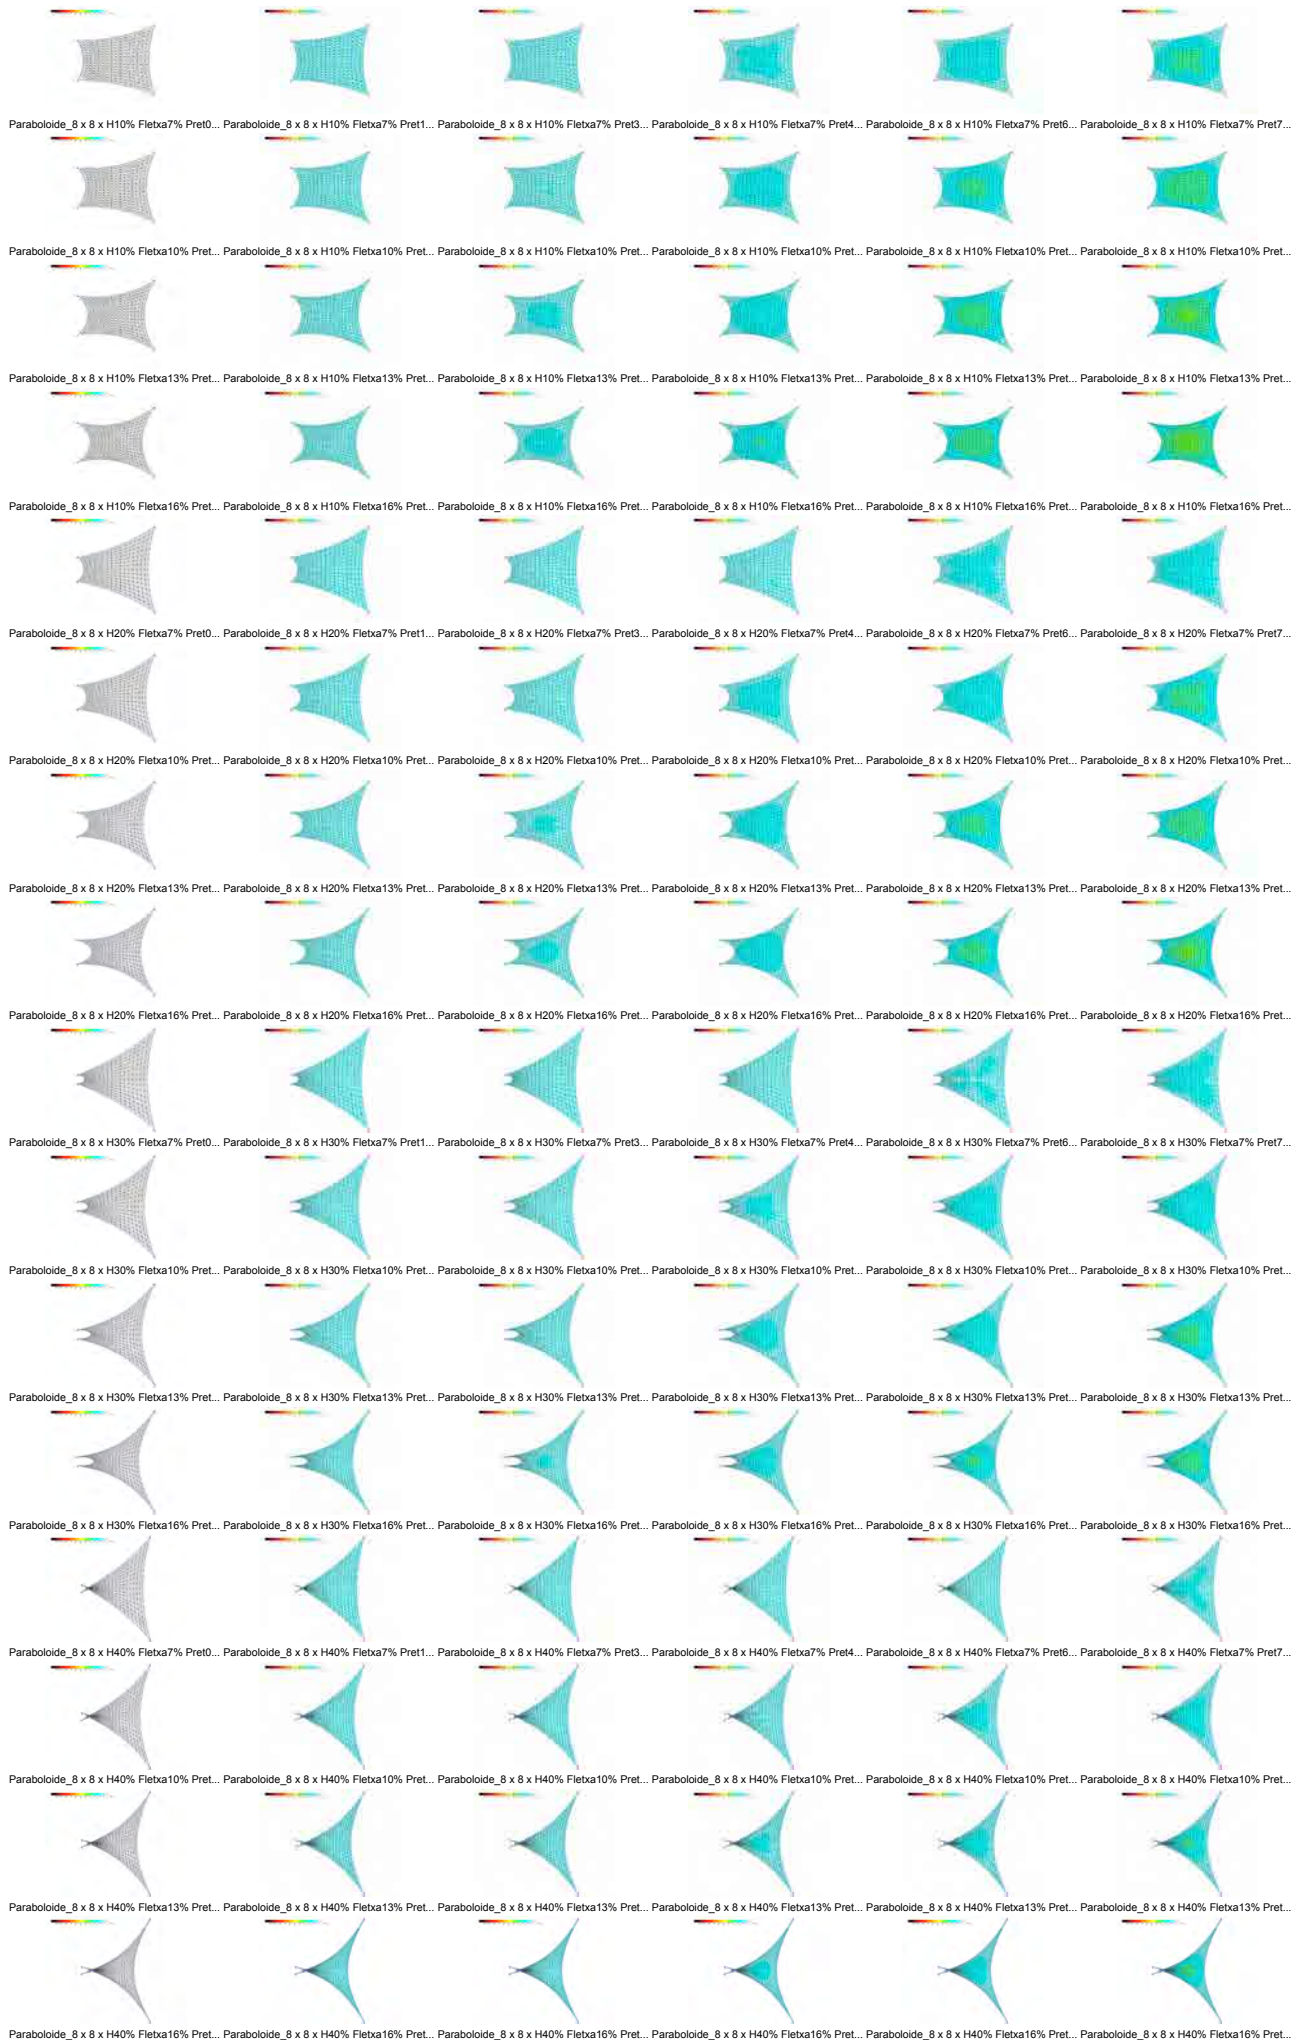 Paraboloide_8 x 8 x H10% Fletxa7% Pret0... Paraboloide_8 x 8 x H10% Fletxa7% Pret1... Paraboloide_8 x 8 x H10% Fletxa7% Pret3... Paraboloide_8 x 8 x H10% Fletxa7% Pret4... Paraboloide_8 x 8 x H10% Fletxa7% Pret6... Paraboloide_8 x 8 x H10% Fletxa7% Pret7...
Paraboloide_8 x 8 x H10% Fletxa10% Pret... Paraboloide_8 x 8 x H10% Fletxa10% Pret... Paraboloide_8 x 8 x H10% Fletxa10% Pret... Paraboloide_8 x 8 x H10% Fletxa10% Pret... Paraboloide_8 x 8 x H10% Fletxa10% Pret... Paraboloide_8 x 8 x H10% Fletxa10% Pret...
Paraboloide_8 x 8 x H10% Fletxa13% Pret... Paraboloide_8 x 8 x H10% Fletxa13% Pret... Paraboloide_8 x 8 x H10% Fletxa13% Pret... Paraboloide_8 x 8 x H10% Fletxa13% Pret... Paraboloide_8 x 8 x H10% Fletxa13% Pret... Paraboloide_8 x 8 x H10% Fletxa13% Pret...
Paraboloide_8 x 8 x H10% Fletxa16% Pret... Paraboloide_8 x 8 x H10% Fletxa16% Pret... Paraboloide_8 x 8 x H10% Fletxa16% Pret... Paraboloide_8 x 8 x H10% Fletxa16% Pret... Paraboloide_8 x 8 x H10% Fletxa16% Pret... Paraboloide_8 x 8 x H10% Fletxa16% Pret...
Paraboloide_8 x 8 x H20% Fletxa7% Pret0... Paraboloide_8 x 8 x H20% Fletxa7% Pret1... Paraboloide_8 x 8 x H20% Fletxa7% Pret3... Paraboloide_8 x 8 x H20% Fletxa7% Pret4... Paraboloide_8 x 8 x H20% Fletxa7% Pret6... Paraboloide_8 x 8 x H20% Fletxa7% Pret7...
Paraboloide_8 x 8 x H20% Fletxa10% Pret... Paraboloide_8 x 8 x H20% Fletxa10% Pret... Paraboloide_8 x 8 x H20% Fletxa10% Pret... Paraboloide_8 x 8 x H20% Fletxa10% Pret... Paraboloide_8 x 8 x H20% Fletxa10% Pret... Paraboloide_8 x 8 x H20% Fletxa10% Pret...
Paraboloide_8 x 8 x H20% Fletxa13% Pret... Paraboloide_8 x 8 x H20% Fletxa13% Pret... Paraboloide_8 x 8 x H20% Fletxa13% Pret... Paraboloide_8 x 8 x H20% Fletxa13% Pret... Paraboloide_8 x 8 x H20% Fletxa13% Pret... Paraboloide_8 x 8 x H20% Fletxa13% Pret...
Paraboloide_8 x 8 x H20% Fletxa16% Pret... Paraboloide_8 x 8 x H20% Fletxa16% Pret... Paraboloide_8 x 8 x H20% Fletxa16% Pret... Paraboloide_8 x 8 x H20% Fletxa16% Pret... Paraboloide_8 x 8 x H20% Fletxa16% Pret... Paraboloide_8 x 8 x H20% Fletxa16% Pret...
Paraboloide_8 x 8 x H30% Fletxa7% Pret0... Paraboloide_8 x 8 x H30% Fletxa7% Pret1... Paraboloide_8 x 8 x H30% Fletxa7% Pret3... Paraboloide_8 x 8 x H30% Fletxa7% Pret4... Paraboloide_8 x 8 x H30% Fletxa7% Pret6... Paraboloide_8 x 8 x H30% Fletxa7% Pret7...
Paraboloide_8 x 8 x H30% Fletxa10% Pret... Paraboloide_8 x 8 x H30% Fletxa10% Pret... Paraboloide_8 x 8 x H30% Fletxa10% Pret... Paraboloide_8 x 8 x H30% Fletxa10% Pret... Paraboloide_8 x 8 x H30% Fletxa10% Pret... Paraboloide_8 x 8 x H30% Fletxa10% Pret...
Paraboloide_8 x 8 x H30% Fletxa13% Pret... Paraboloide_8 x 8 x H30% Fletxa13% Pret... Paraboloide_8 x 8 x H30% Fletxa13% Pret... Paraboloide_8 x 8 x H30% Fletxa13% Pret... Paraboloide_8 x 8 x H30% Fletxa13% Pret... Paraboloide_8 x 8 x H30% Fletxa13% Pret...
Paraboloide_8 x 8 x H30% Fletxa16% Pret... Paraboloide_8 x 8 x H30% Fletxa16% Pret... Paraboloide_8 x 8 x H30% Fletxa16% Pret... Paraboloide_8 x 8 x H30% Fletxa16% Pret... Paraboloide_8 x 8 x H30% Fletxa16% Pret... Paraboloide_8 x 8 x H30% Fletxa16% Pret...
Paraboloide_8 x 8 x H40% Fletxa7% Pret0... Paraboloide_8 x 8 x H40% Fletxa7% Pret1... Paraboloide_8 x 8 x H40% Fletxa7% Pret3... Paraboloide_8 x 8 x H40% Fletxa7% Pret4... Paraboloide_8 x 8 x H40% Fletxa7% Pret6... Paraboloide_8 x 8 x H40% Fletxa7% Pret7...
Paraboloide_8 x 8 x H40% Fletxa10% Pret... Paraboloide_8 x 8 x H40% Fletxa10% Pret... Paraboloide_8 x 8 x H40% Fletxa10% Pret... Paraboloide_8 x 8 x H40% Fletxa10% Pret... Paraboloide_8 x 8 x H40% Fletxa10% Pret... Paraboloide_8 x 8 x H40% Fletxa10% Pret...
Paraboloide_8 x 8 x H40% Fletxa13% Pret... Paraboloide_8 x 8 x H40% Fletxa13% Pret... Paraboloide_8 x 8 x H40% Fletxa13% Pret... Paraboloide_8 x 8 x H40% Fletxa13% Pret... Paraboloide_8 x 8 x H40% Fletxa13% Pret... Paraboloide_8 x 8 x H40% Fletxa13% Pret...
Paraboloide_8 x 8 x H40% Fletxa16% Pret... Paraboloide_8 x 8 x H40% Fletxa16% Pret... Paraboloide_8 x 8 x H40% Fletxa16% Pret... Paraboloide_8 x 8 x H40% Fletxa16% Pret... Paraboloide_8 x 8 x H40% Fletxa16% Pret... Paraboloide_8 x 8 x H40% Fletxa16% Pret...